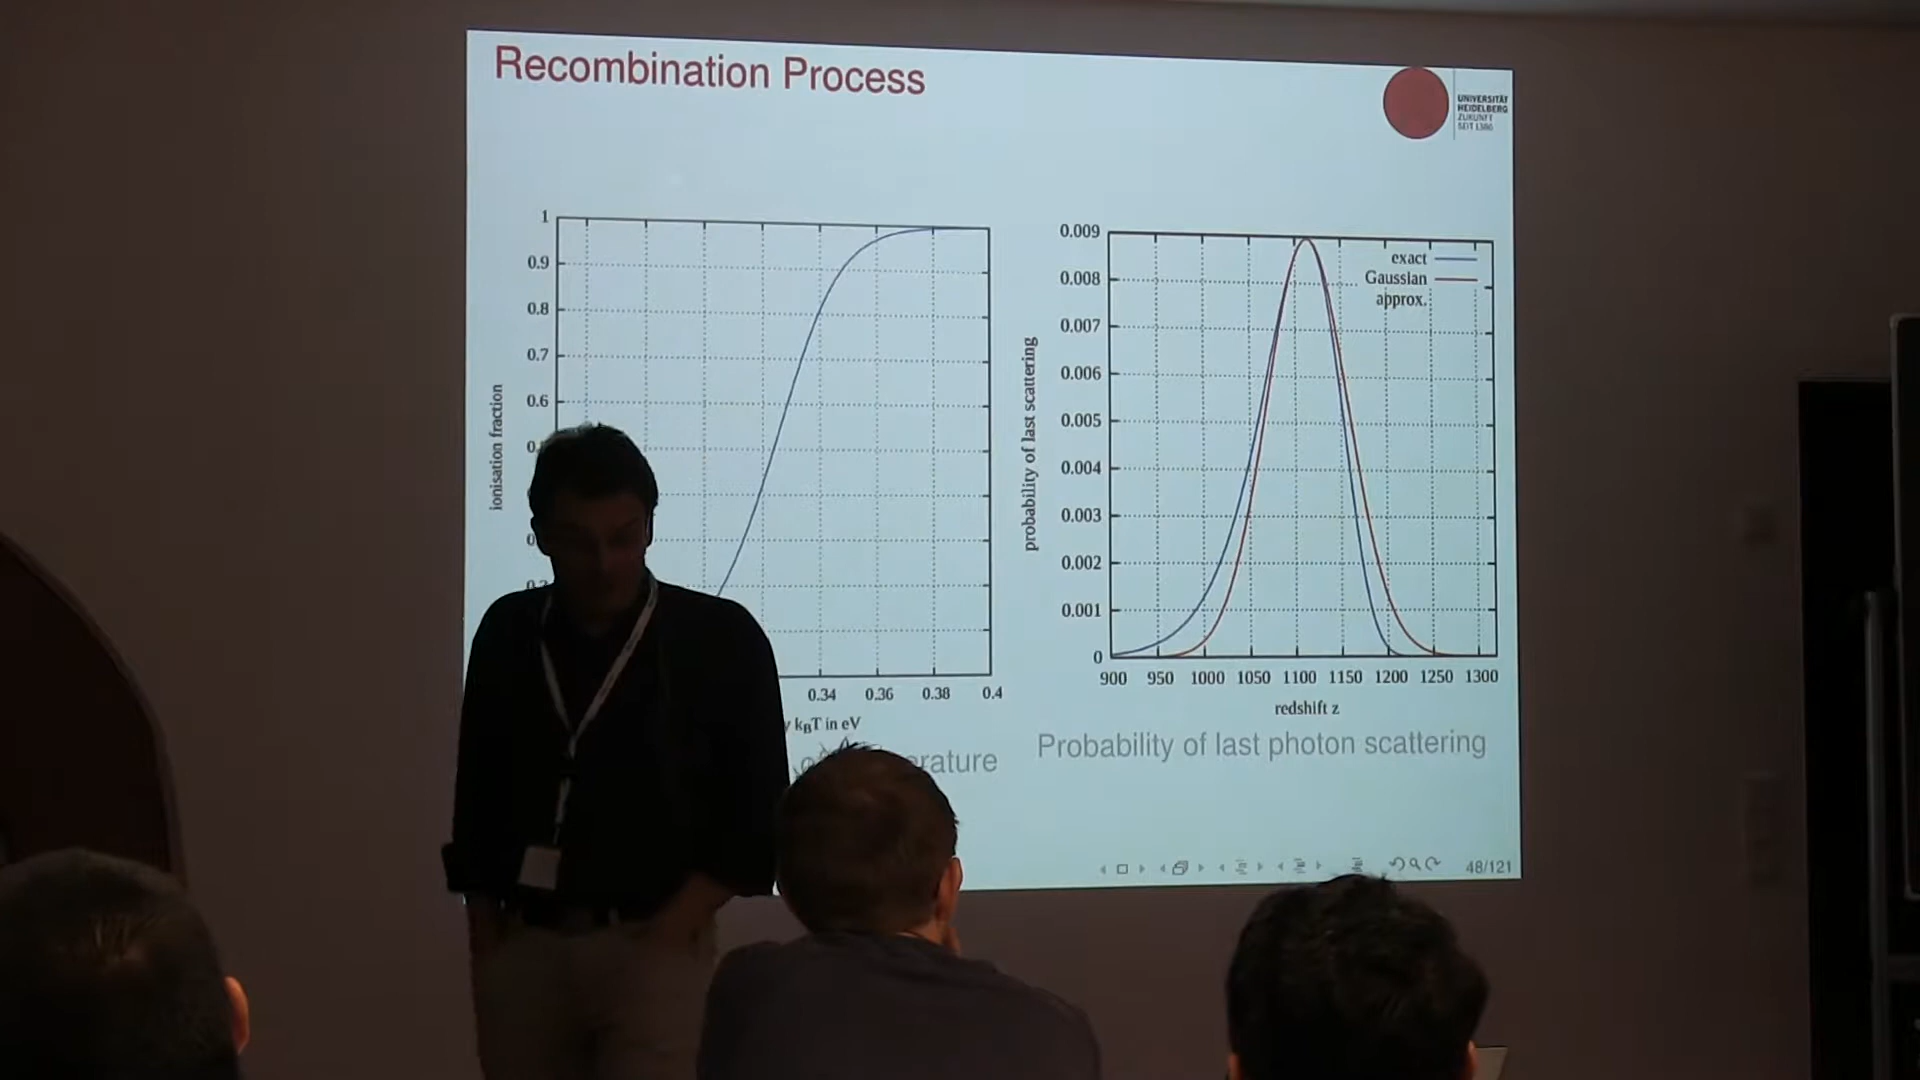 Recombination Process
UNIVERSITÄT
HEIDELBERG
ZUKUNFT
SEIT 1386
1
0.9
0.8
0.7
0.6
ionisation fraction
0.34 0.36 0.38 0.4
k_BT in eV
0.009
0.008
0.007
0.006
0.005
0.004
0.003
0.002
0.001
0
probability of last scattering
exact
Gaussian
approx.
900 950 1000 1050 1100 1150 1200 1250 1300
redshift z
Probability of last photon scattering
48/121